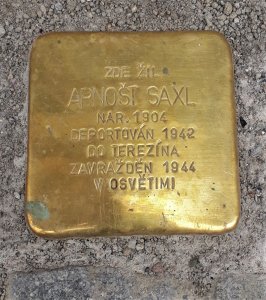 ZDE ŽIL
ARNOŠT SAXL
NAR. 1904
DEPORTOVÁN 1942
DO TEREZÍNA
ZAVRAŽDĚN 1944
V OSVĚTIMI